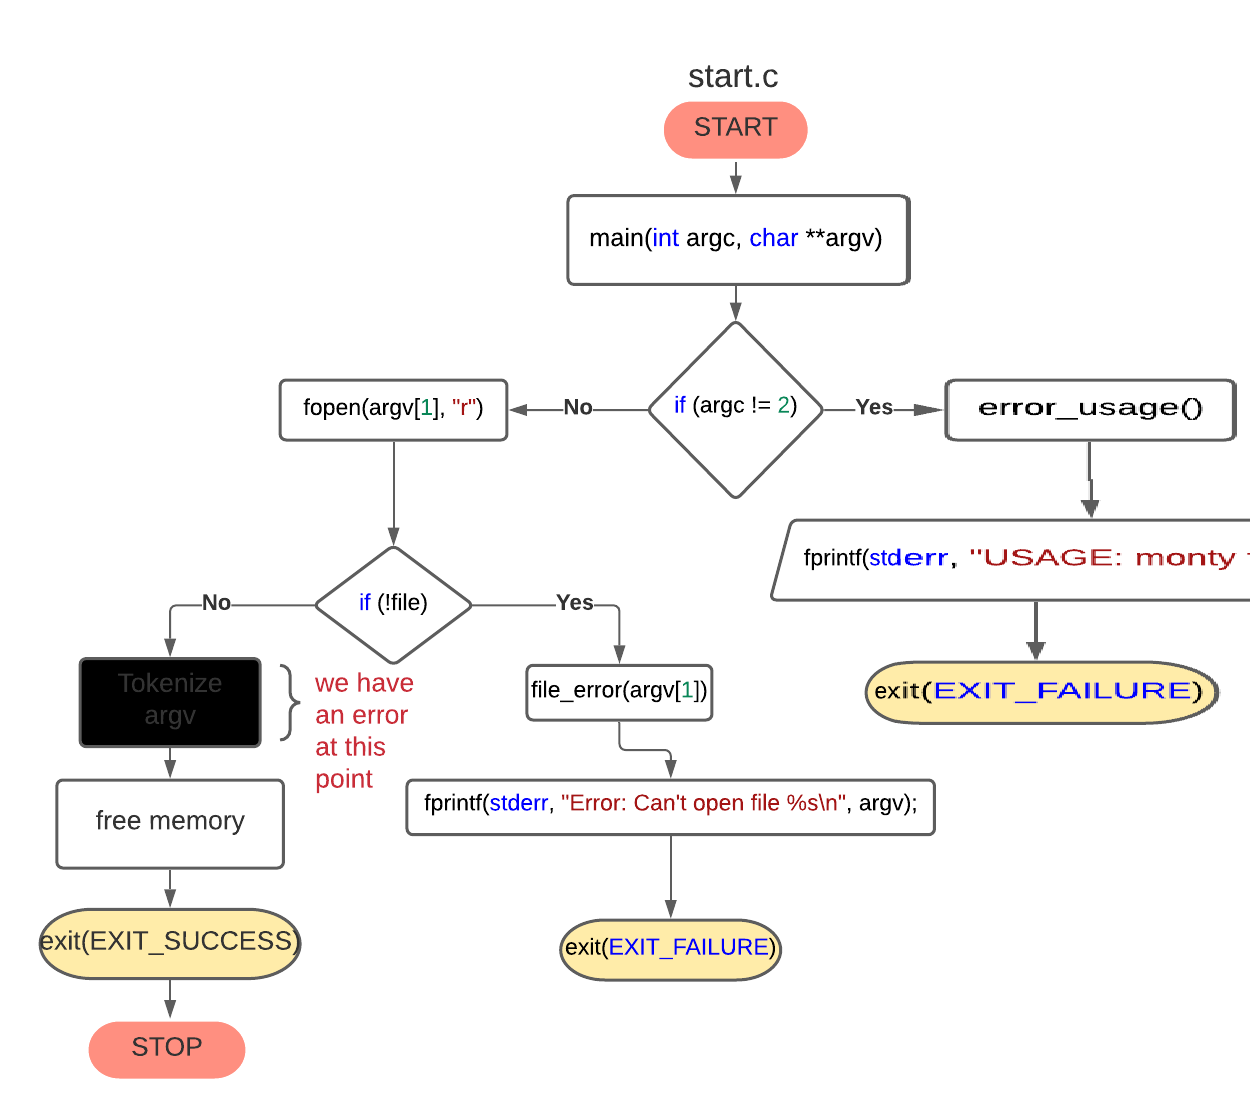 start.c
START
main(int argc, char **argv)
fopen(argv[1], "r")
No
if (argc != 2)
Yes
error_usage()
fprintf(stderr, "USAGE: monty
No
if (!file)
Yes
Tokenize
argv
we have
an error
at this
point
file_error(argv[1])
exit(EXIT_FAILURE)
free memory
fprintf(stderr, "Error: Can't open file %s\n", argv);
exit(EXIT_SUCCESS)
exit(EXIT_FAILURE)
STOP